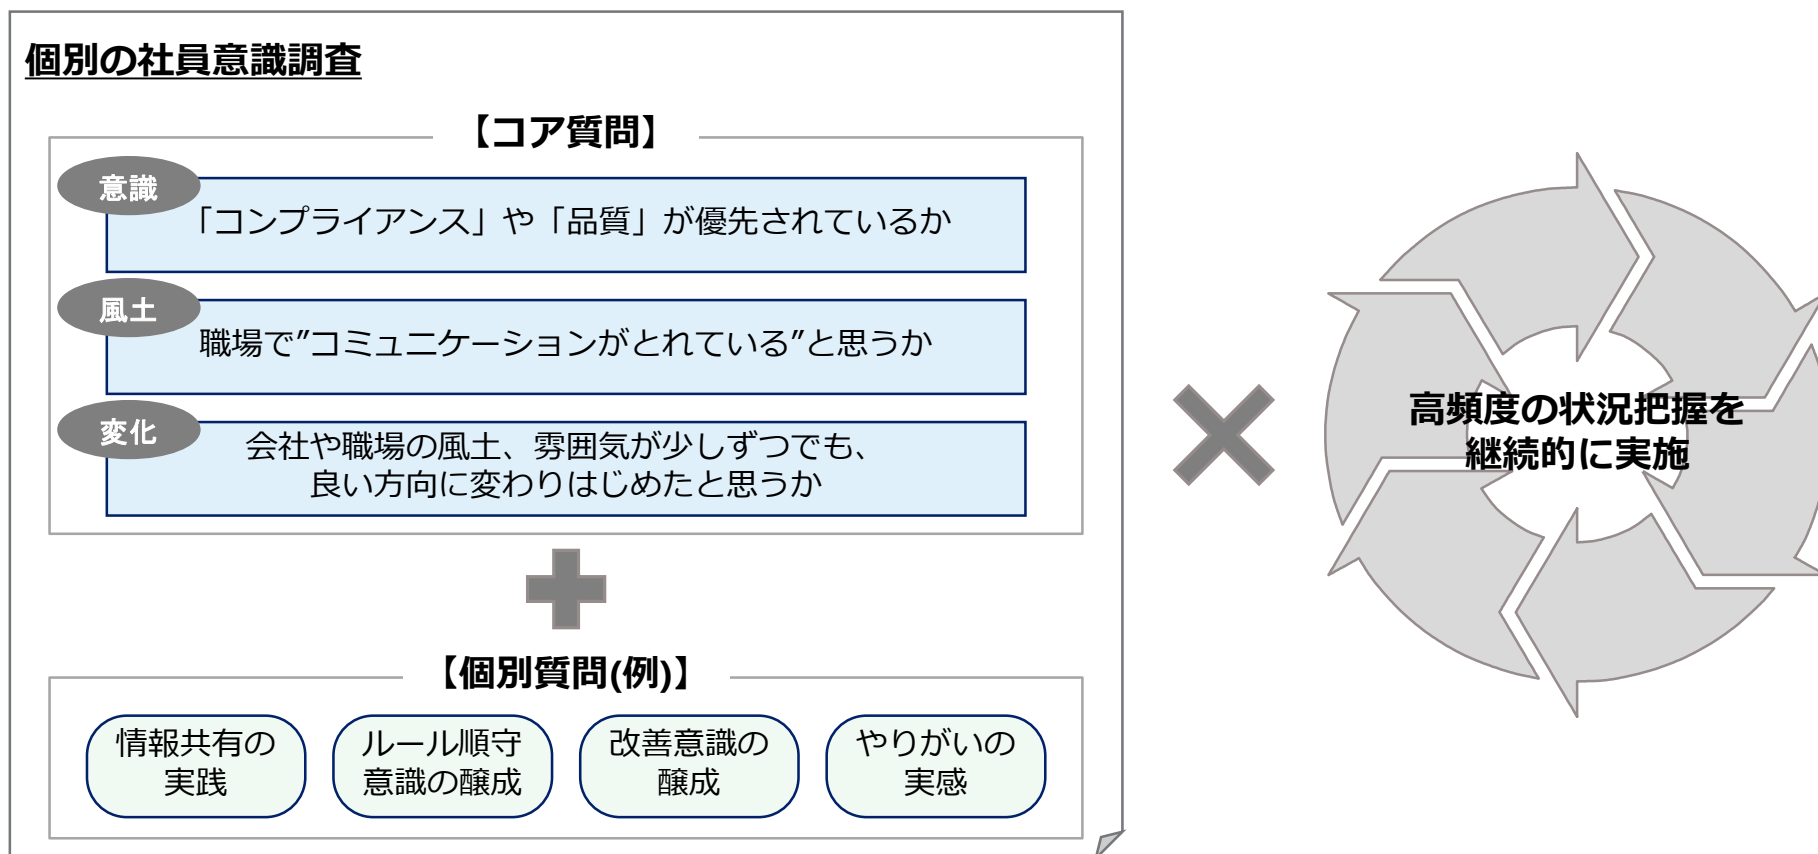 個別の社員意識調査
【コア質問】
意識
「コンプライアンス」や「品質」が優先されているか
風土
職場で”コミュニケーションがとれている”と思うか
変化
会社や職場の風土、雰囲気が少しずつでも、
良い方向に変わりはじめたと思うか
【個別質問(例)】
情報共有の
実践
ルール順守
意識の醸成
改善意識の
醸成
やりがいの
実感
高頻度の状況把握を
継続的に実施